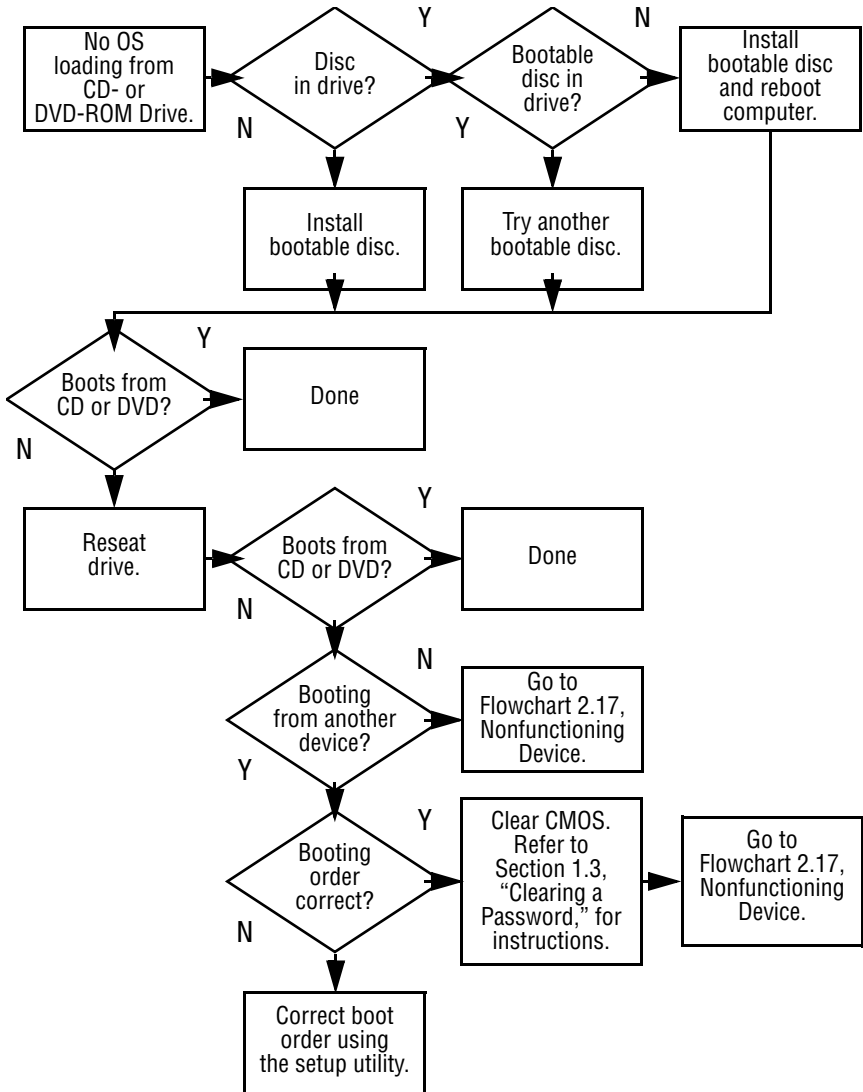 Y
N
No OS
loading from
CD- or
DVD-ROM Drive.
Disc
in drive?
Bootable
disc in
drive?
Install
bootable disc
and reboot
computer.
N
Y
Install
bootable disc.
Try another
bootable disc.
Y
Boots from
CD or DVD?
Done
N
Y
Reseat
drive.
Boots from
CD or DVD?
Done
N
N
Booting
from another
device?
Go to
Flowchart 2.17,
Nonfunctioning
Device.
Y
Y
Booting
order
correct?
Clear CMOS.
Refer to
Section 1.3,
“Clearing a
Password,” for
instructions.
Go to
Flowchart 2.17,
Nonfunctioning
Device.
N
Correct boot
order using
the setup utility.